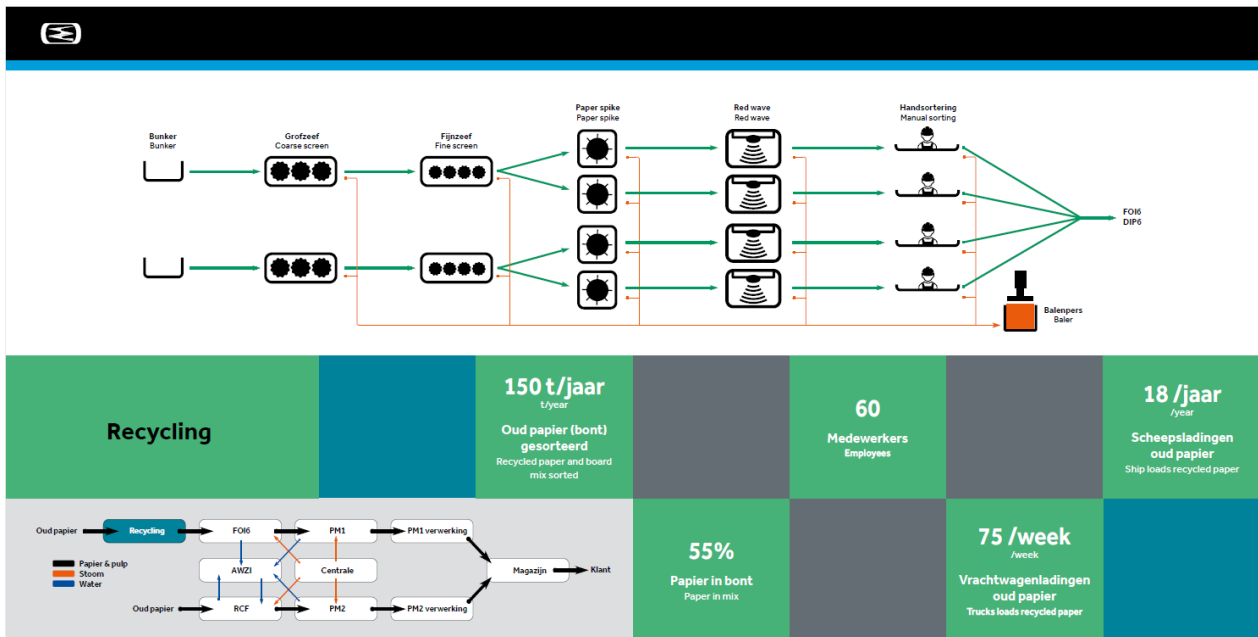 Bunker
Bunker
Grofzeef
Coarse screen
Fijnzeef
Fine screen
Paper spike
Paper spike
Red wave
Red wave
Handsortering
Manual sorting
FOI6
DIP6
Balenpers
Baler
Recycling
150 t/jaar
t/year
Oud papier (bont)
gesorteerd
Recycled paper and board
mix sorted
60
Medewerkers
Employees
18 /jaar
/year
Scheepsladingen
oud papier
Ship loads recycled paper
55%
Papier in bont
Paper in mix
75 /week
/week
Vrachtwagenladingen
oud papier
Trucks loads recycled paper
Oud papier
Recycling
FOI6
PM1
PM1 verwerking
Papier & pulp
Stoom
Water
AWZI
Centrale
Magazijn
Klant
Oud papier
RCF
PM2
PM2 verwerking